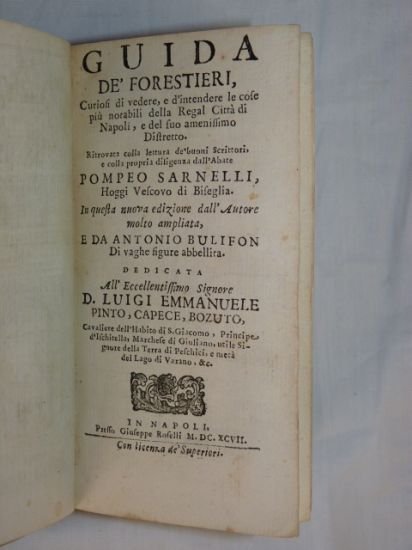 GUIDA
DE' FORESTIERI,
Curiosi di vedere, e d'intendere le cose
più notabili della Regal Città di
Napoli, e del suo amenissimo
Distretto.
Ritrovata colla lettura de' buoni Scrittori,
e colla propria diligenza dall'Abate
POMPEO SARNELLI,
Hoggi Vescovo di Biseglia.
In questa nuova edizione dall'Autore
molto ampliata,
E DA ANTONIO BULIFON
Di vaghe figure abbellita.
DEDICATA
All' Eccellentissimo Signore
D. LUIGI EMMANUELE
PINTO, CAPECE, BOZUTO,
Cavaliere dell'Habito di S. Giacomo, Principe
d'Ischitella, Marchese di Giuliano, utile Si-
gnore della Terra di Peschici, e metà
del Lago di Varano, &c.
IN NAPOLI,
Presso Giuseppe Roselli M. DC. XCVII.
Con licenza de' Superiori.